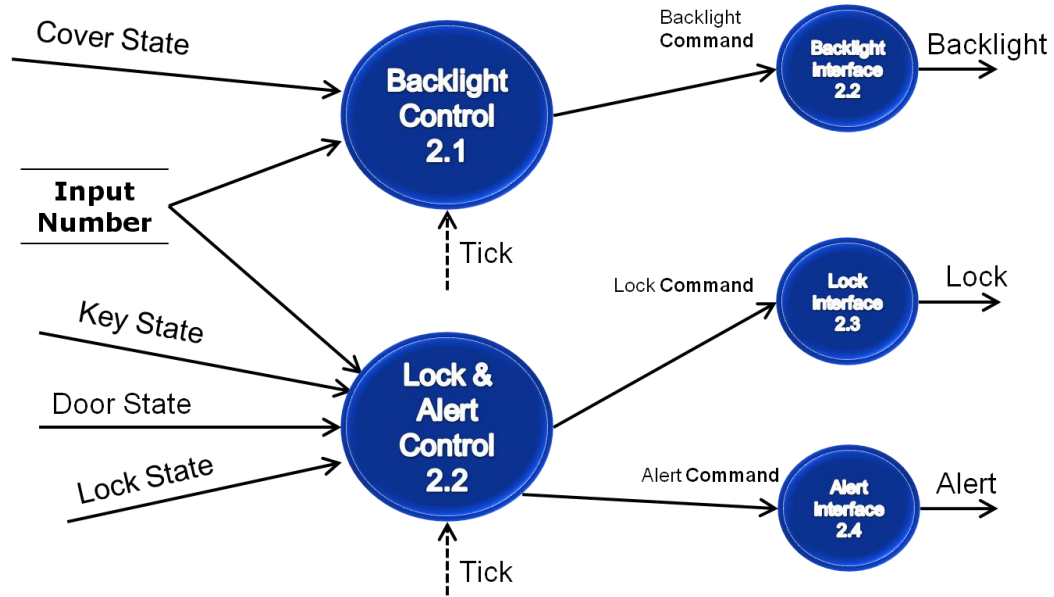 Cover State
Backlight
Control
2.1
Backlight
Command
Backlight
Interface
2.2
Backlight
Input
Number
Tick
Key State
Door State
Lock State
Lock &
Alert
Control
2.2
Lock Command
Lock
Interface
2.3
Lock
Alert Command
Alert
Interface
2.4
Alert
Tick